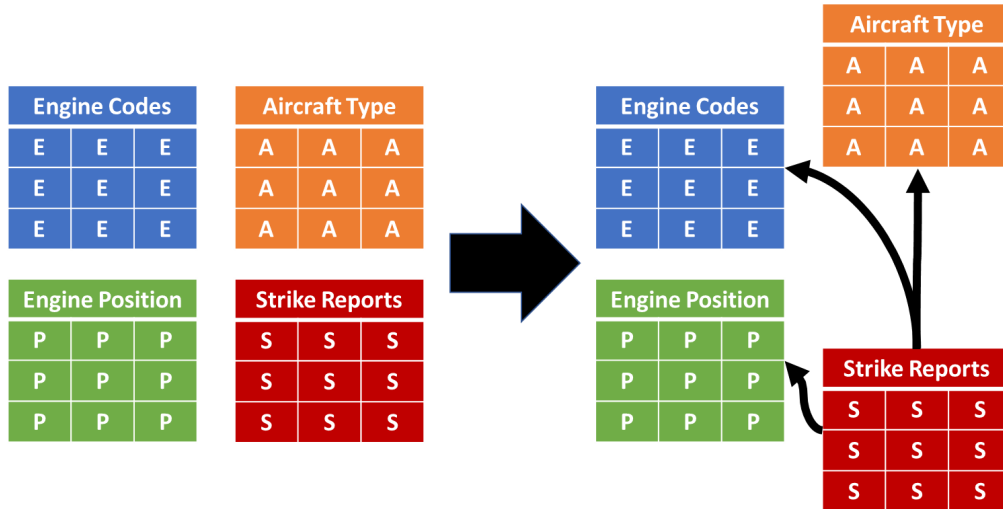 Engine Codes
E E E
E E E
E E E
Aircraft Type
A A A
A A A
A A A
Engine Position
P P P
P P P
P P P
Strike Reports
S S S
S S S
S S S
Engine Codes
E E E
E E E
E E E
Aircraft Type
A A A
A A A
A A A
Engine Position
P P P
P P P
P P P
Strike Reports
S S S
S S S
S S S